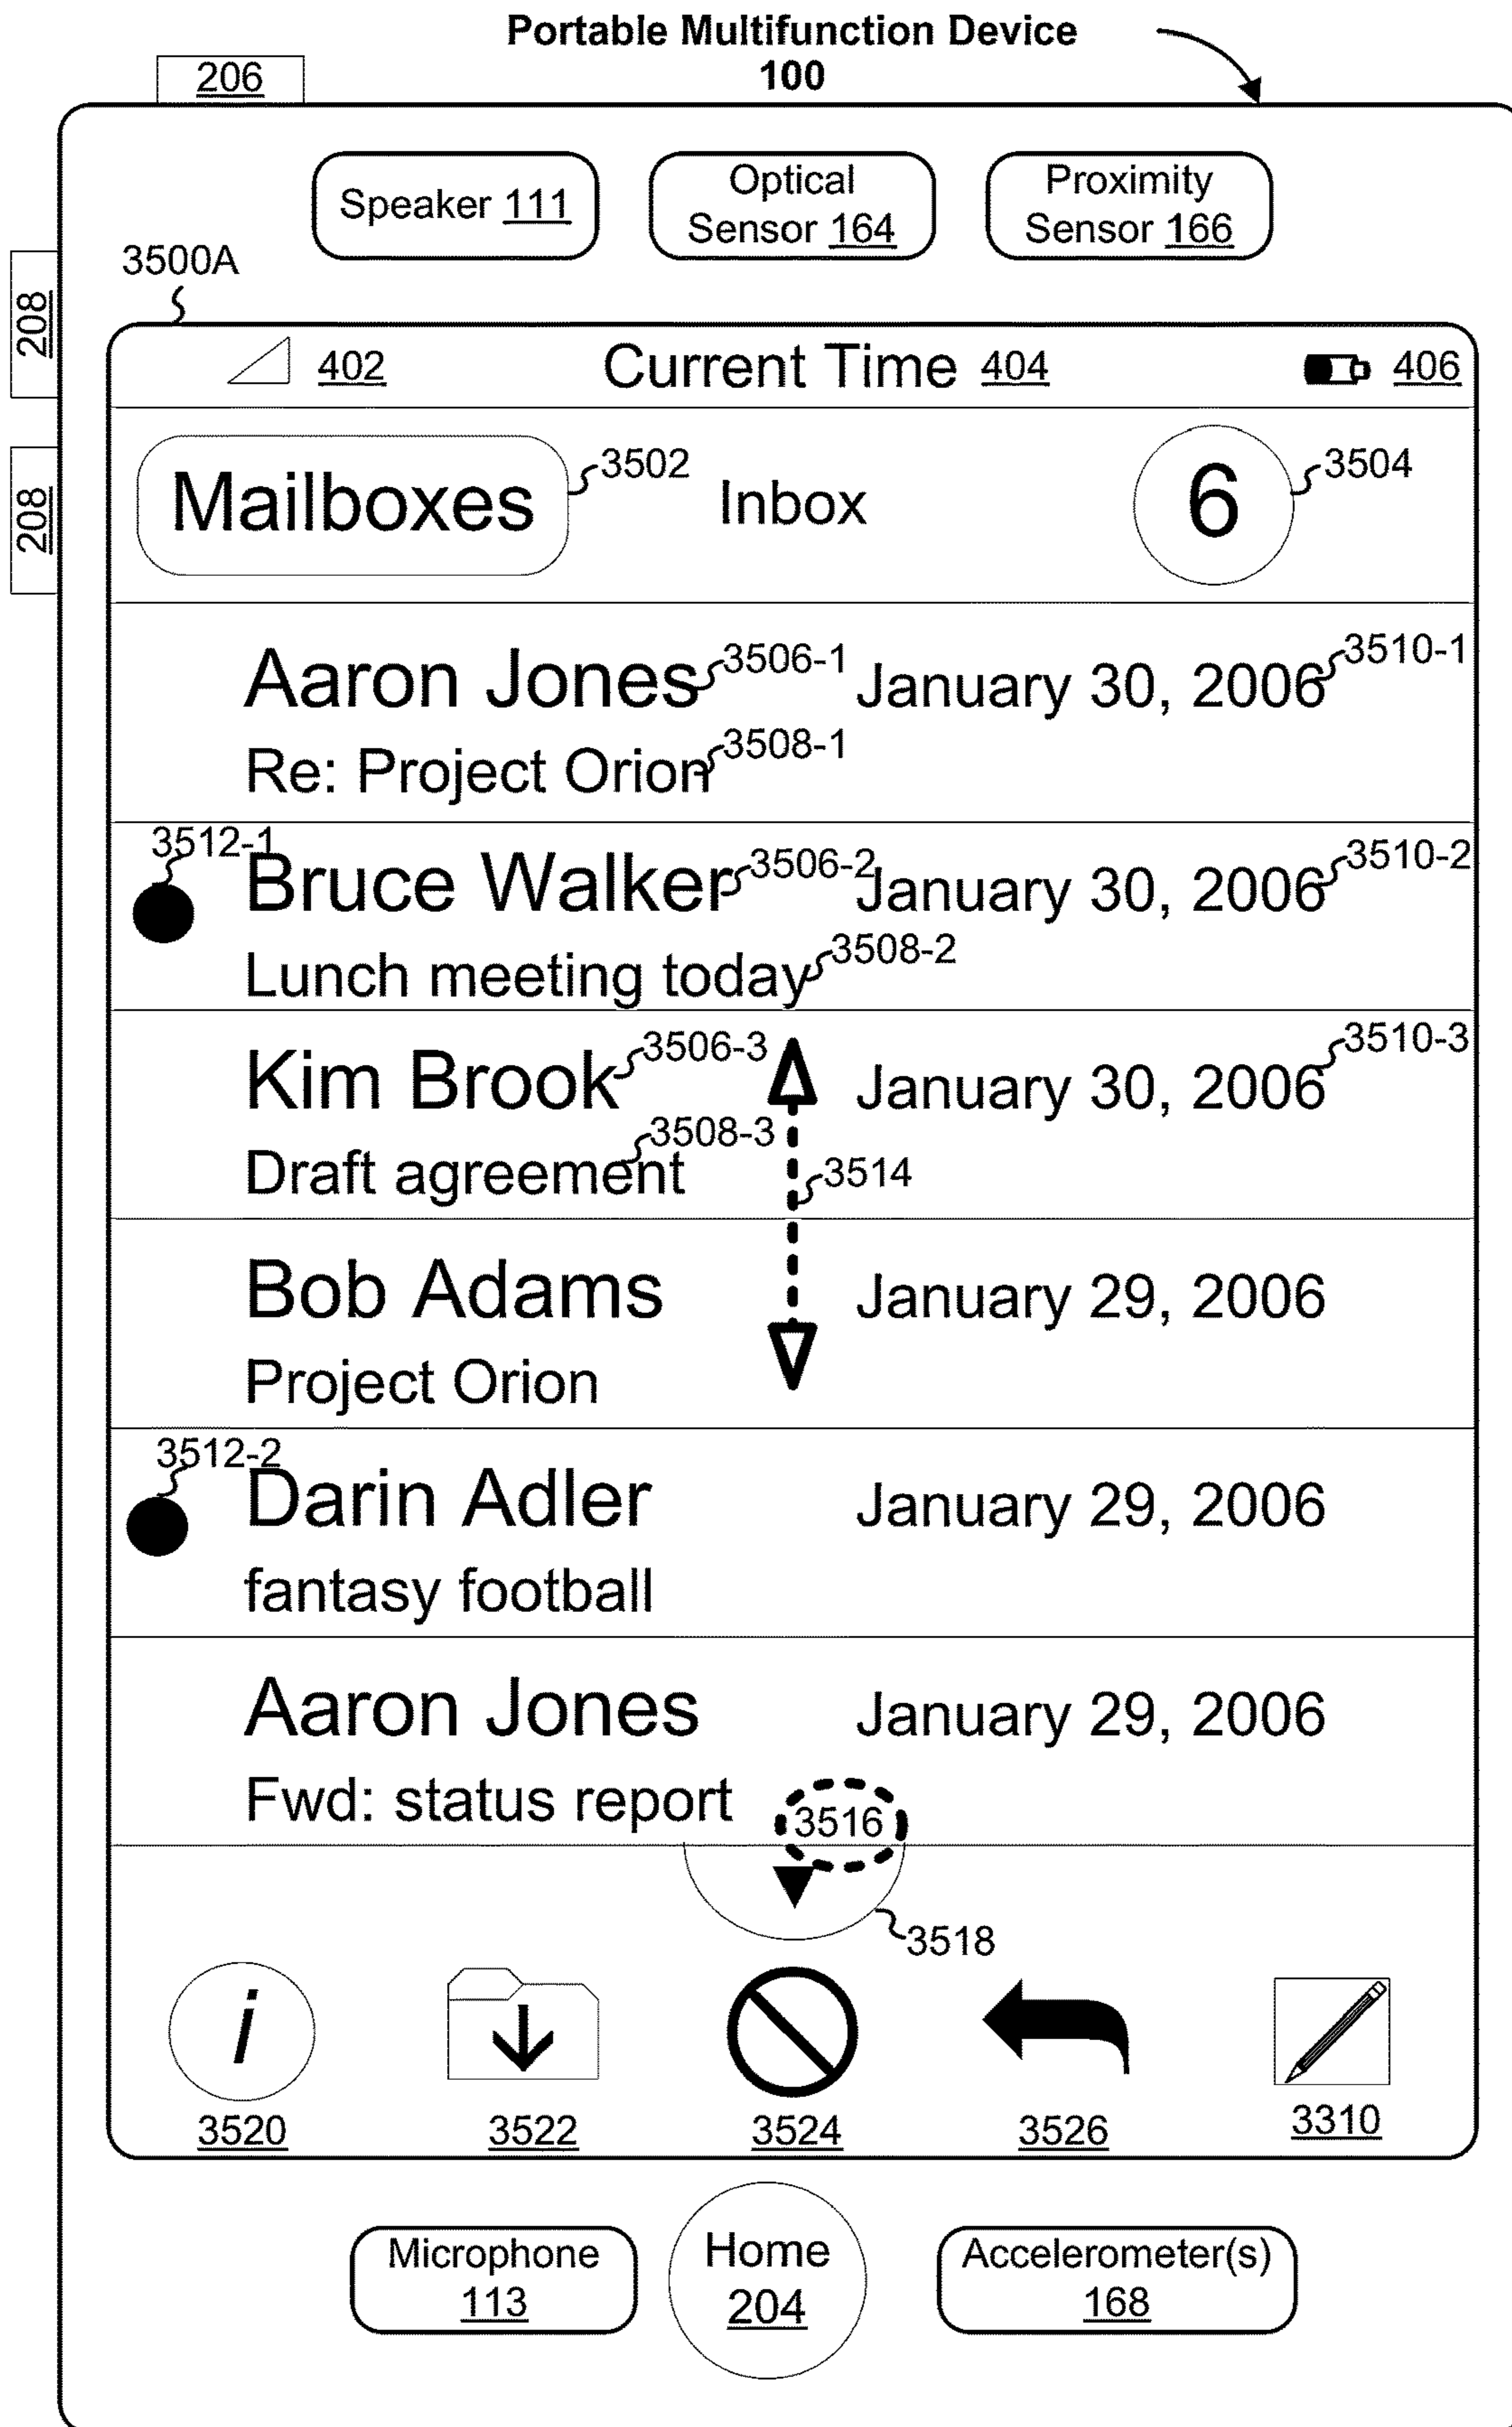 Portable Multifunction Device
100
206
Speaker 111
Optical
Sensor 164
Proximity
Sensor 166
3500A
208
208
402
Current Time 404
406
Mailboxes
3502
Inbox
6
3504
Aaron Jones 3506-1 January 30, 2006 3510-1
Re: Project Orion 3508-1
3512-1
Bruce Walker 3506-2 January 30, 2006 3510-2
Lunch meeting today 3508-2
Kim Brook 3506-3 January 30, 2006 3510-3
Draft agreement 3508-3
3514
Bob Adams January 29, 2006
Project Orion
3512-2
Darin Adler January 29, 2006
fantasy football
Aaron Jones January 29, 2006
Fwd: status report
3516
3518
i
3520 3522 3524 3526 3310
Microphone
113
Home
204
Accelerometer(s)
168